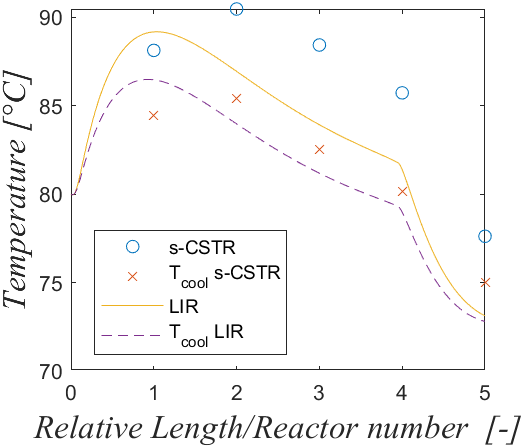 Temperature [°C]
90
85
80
75
70
s-CSTR
T_cool s-CSTR
LIR
T_cool LIR
0 1 2 3 4 5
Relative Length/Reactor number [-]